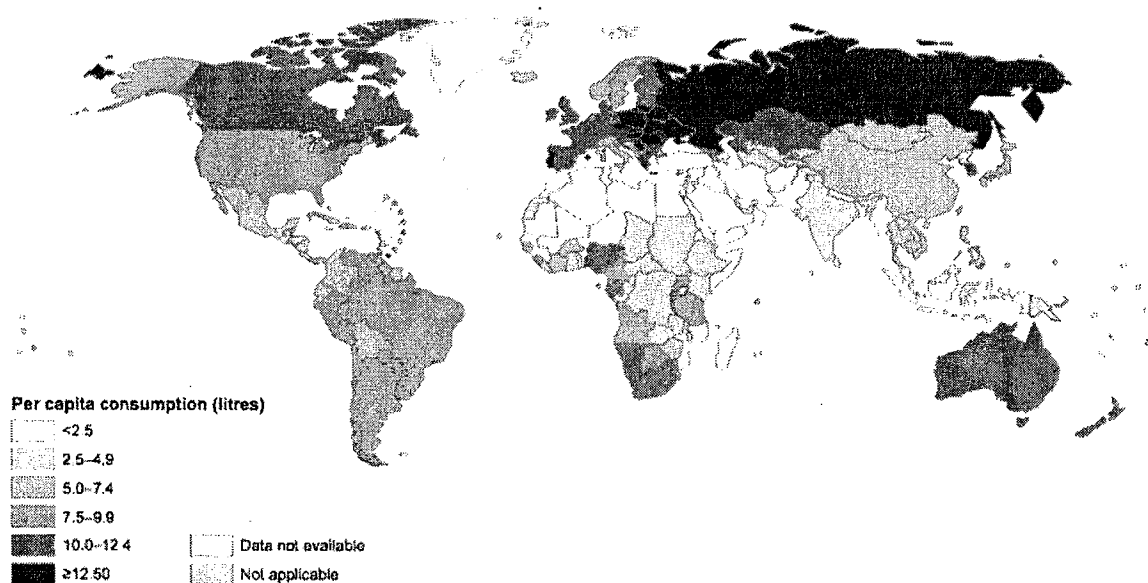 Per capita consumption (litres)
<2.5
2.5–4.9
5.0–7.4
7.5–9.9
10.0–12.4
≥12.50
Data not available
Not applicable